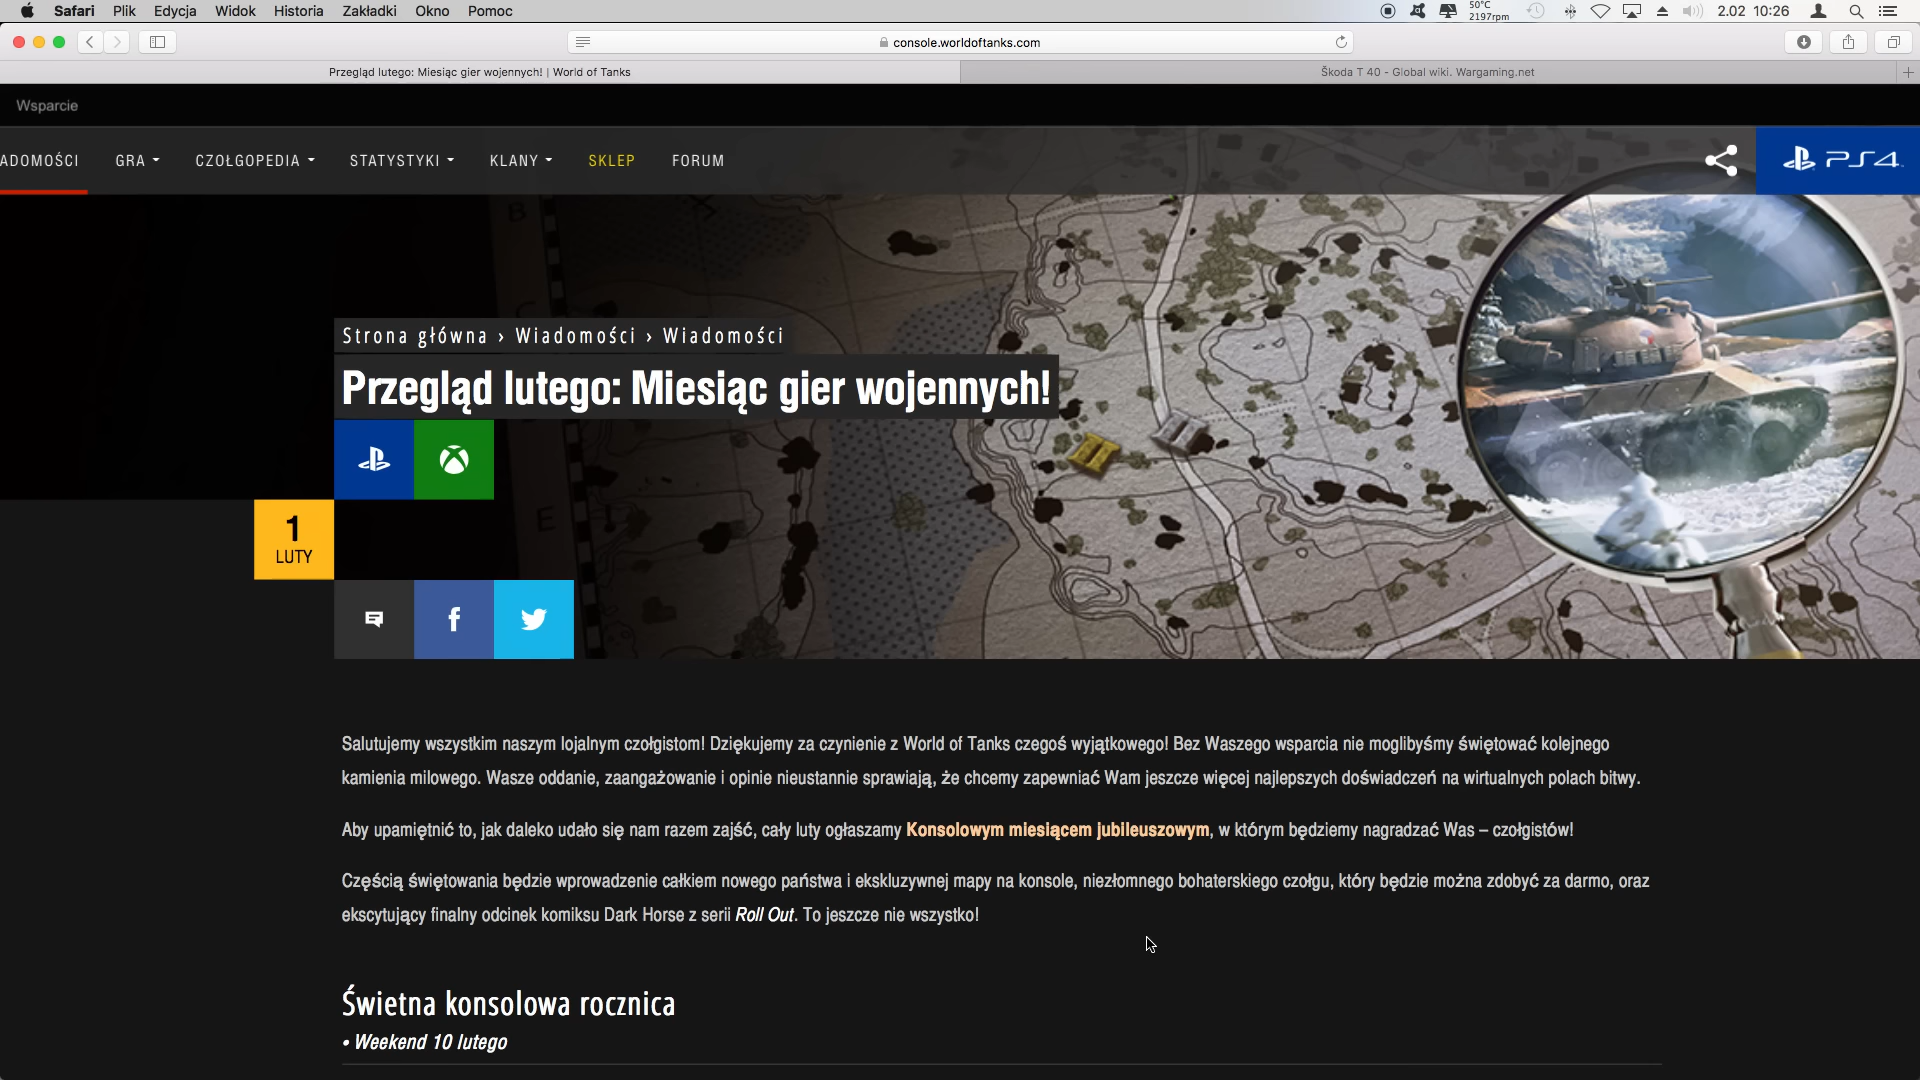 Safari Plik Edycja Widok Historia Zakładki Okno Pomoc
50°C
2197rpm
2.02 10:26
console.worldoftanks.com
Przegląd lutego: Miesiąc gier wojennych! | World of Tanks
Škoda T 40 - Global wiki. Wargaming.net
Wsparcie
ADOMOŚCI GRA CZOŁGOPEDIA STATYSTYKI KLANY SKLEP FORUM
PS4
Strona główna › Wiadomości › Wiadomości
Przegląd lutego: Miesiąc gier wojennych!
1
LUTY
B
C
E
Salutujemy wszystkim naszym lojalnym czołgistom! Dziękujemy za czynienie z World of Tanks czegoś wyjątkowego! Bez Waszego wsparcia nie moglibyśmy świętować kolejnego
kamienia milowego. Wasze oddanie, zaangażowanie i opinie nieustannie sprawiają, że chcemy zapewniać Wam jeszcze więcej najlepszych doświadczeń na wirtualnych polach bitwy.
Aby upamiętnić to, jak daleko udało się nam razem zajść, cały luty ogłaszamy Konsolowym miesiącem jubileuszowym, w którym będziemy nagradzać Was – czołgistów!
Częścią świętowania będzie wprowadzenie całkiem nowego państwa i ekskluzywnej mapy na konsole, niezłomnego bohaterskiego czołgu, który będzie można zdobyć za darmo, oraz
ekscytujący finalny odcinek komiksu Dark Horse z serii Roll Out. To jeszcze nie wszystko!
Świetna konsolowa rocznica
• Weekend 10 lutego